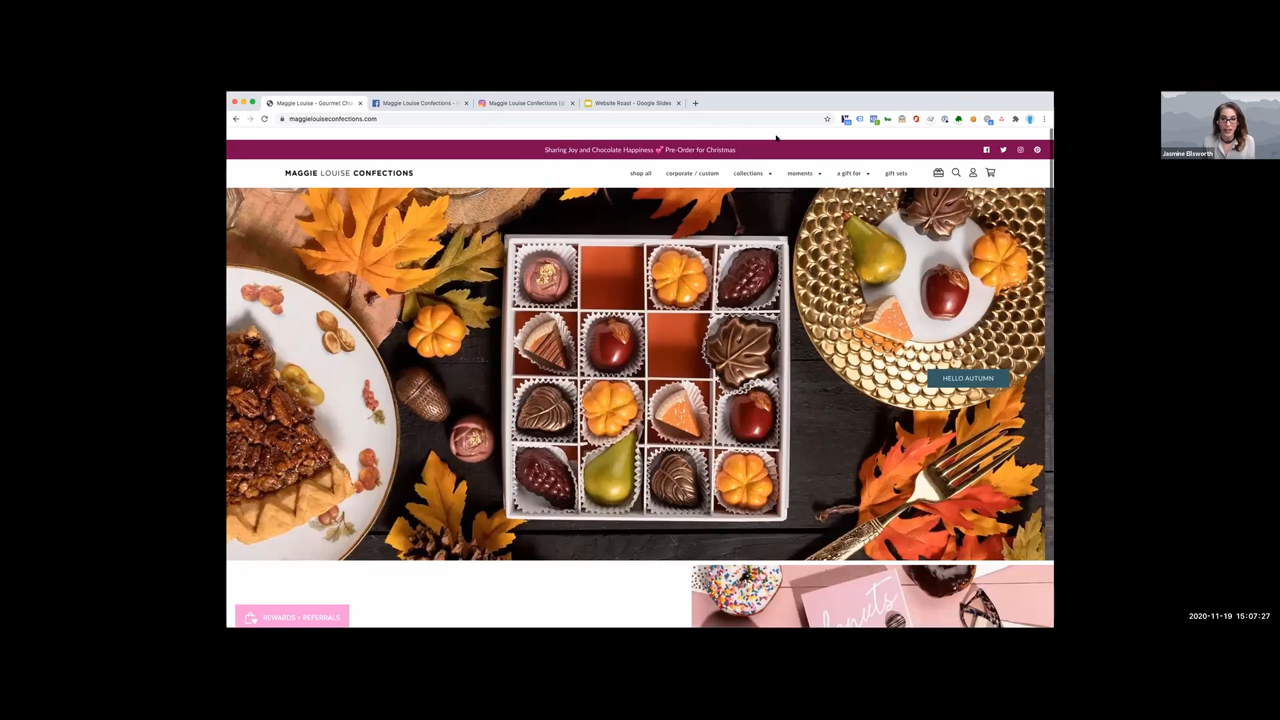 Maggie Louise - Gourmet Cho
Maggie Louise Confections -
Maggie Louise Confections (@
Website Roast - Google Slides
maggielouiseconfections.com
Sharing Joy and Chocolate Happiness 💞 Pre-Order for Christmas
MAGGIE LOUISE CONFECTIONS
shop all
corporate / custom
collections
moments
a gift for
gift sets
Jasmine Ellsworth
HELLO AUTUMN
donuts
REWARDS + REFERRALS
2020-11-19 15:07:27